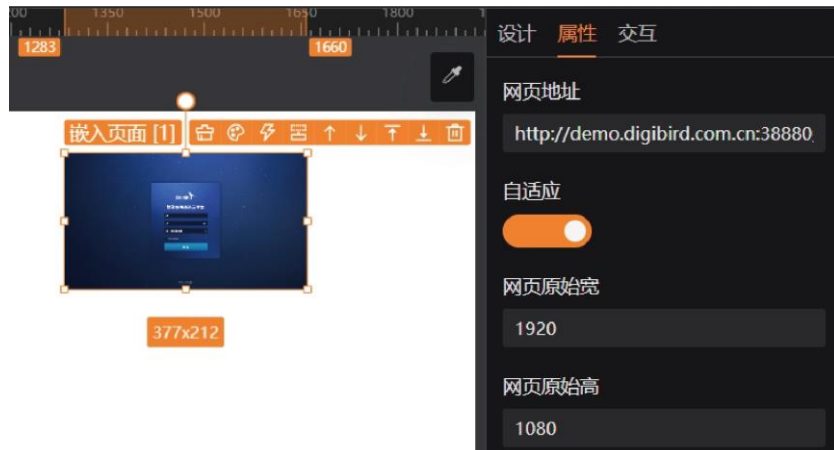 00 1350 1500 1650 1800 1
1283 1660
嵌入页面 [1]
377x212
设计 属性 交互
网页地址
http://demo.digibird.com.cn:38880
自适应
网页原始宽
1920
网页原始高
1080